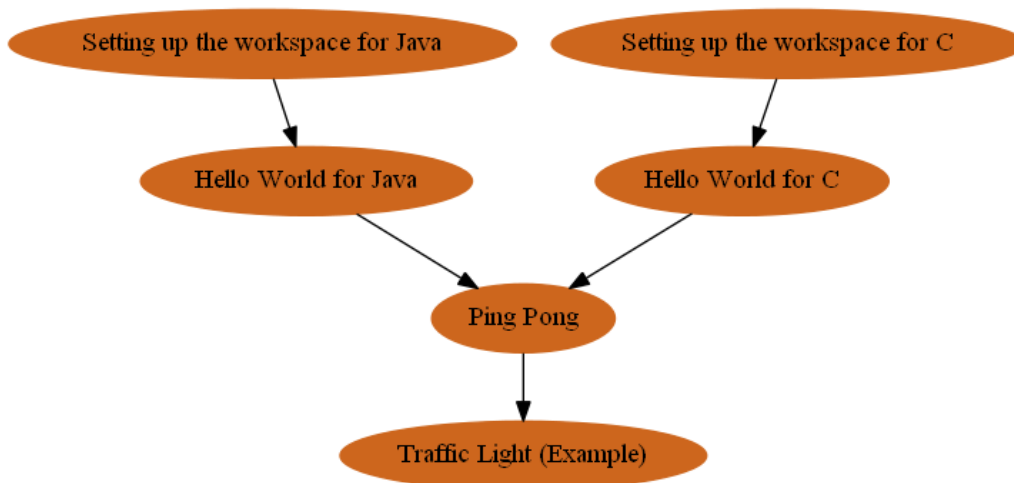 Setting up the workspace for Java
Setting up the workspace for C
Hello World for Java
Hello World for C
Ping Pong
Traffic Light (Example)